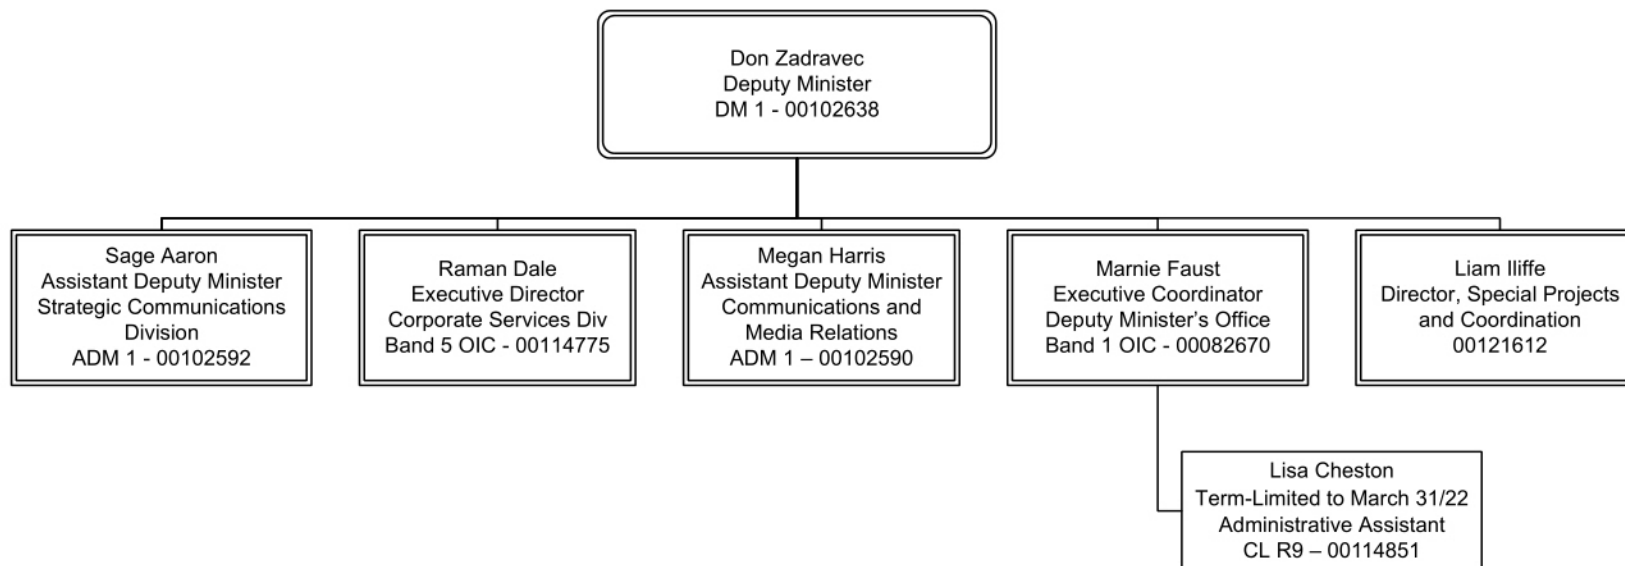 Don Zadravec
Deputy Minister
DM 1 - 00102638
Sage Aaron
Assistant Deputy Minister
Strategic Communications
Division
ADM 1 - 00102592
Raman Dale
Executive Director
Corporate Services Div
Band 5 OIC - 00114775
Megan Harris
Assistant Deputy Minister
Communications and
Media Relations
ADM 1 – 00102590
Marnie Faust
Executive Coordinator
Deputy Minister’s Office
Band 1 OIC - 00082670
Liam Iliffe
Director, Special Projects
and Coordination
00121612
Lisa Cheston
Term-Limited to March 31/22
Administrative Assistant
CL R9 – 00114851